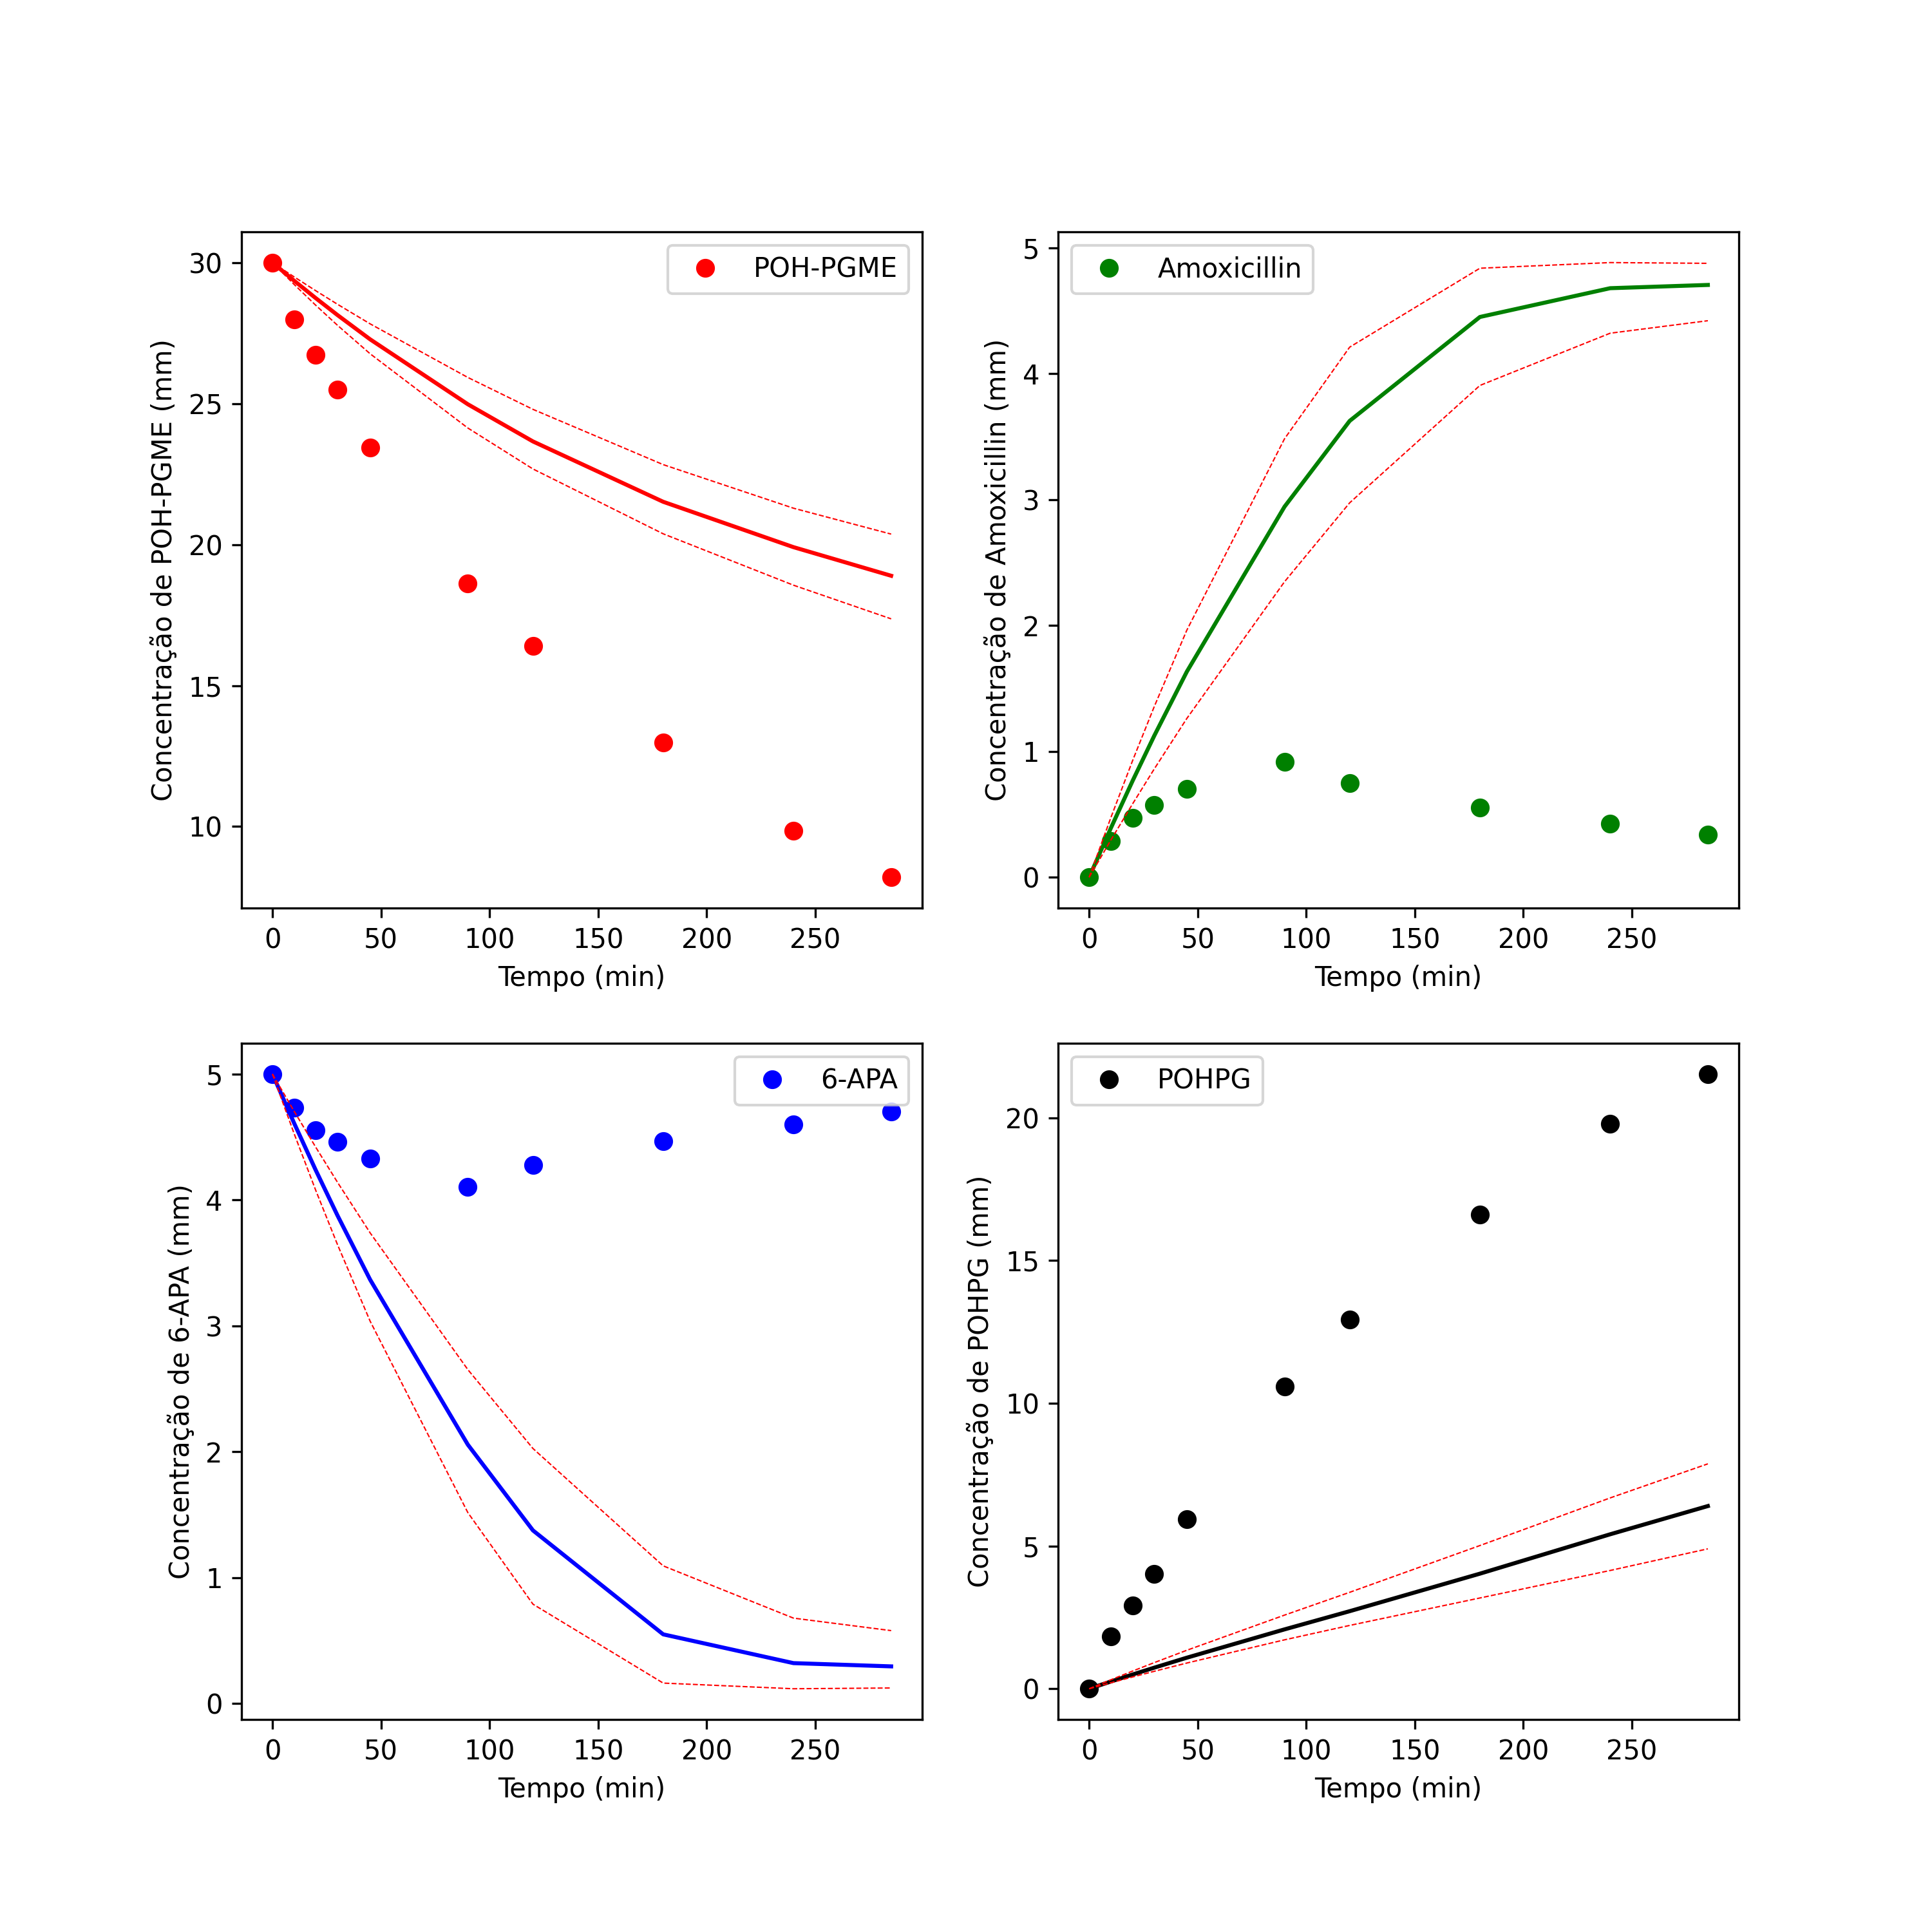 POH-PGME
30
25
20
15
10
Concentração de POH-PGME (mm)
0 50 100 150 200 250
Tempo (min)
Amoxicillin
5
4
3
2
1
0
Concentração de Amoxicillin (mm)
0 50 100 150 200 250
Tempo (min)
6-APA
5
4
3
2
1
0
Concentração de 6-APA (mm)
0 50 100 150 200 250
Tempo (min)
POHPG
20
15
10
5
0
Concentração de POHPG (mm)
0 50 100 150 200 250
Tempo (min)